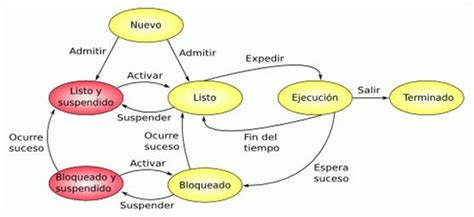 Nuevo
Admitir
Admitir
Activar
Expedir
Listo y
suspendido
Listo
Ejecución
Salir
Terminado
Suspender
Ocurre
suceso
Ocurre
suceso
Fin del
tiempo
Activar
Espera
suceso
Bloqueado y
suspendido
Bloqueado
Suspender